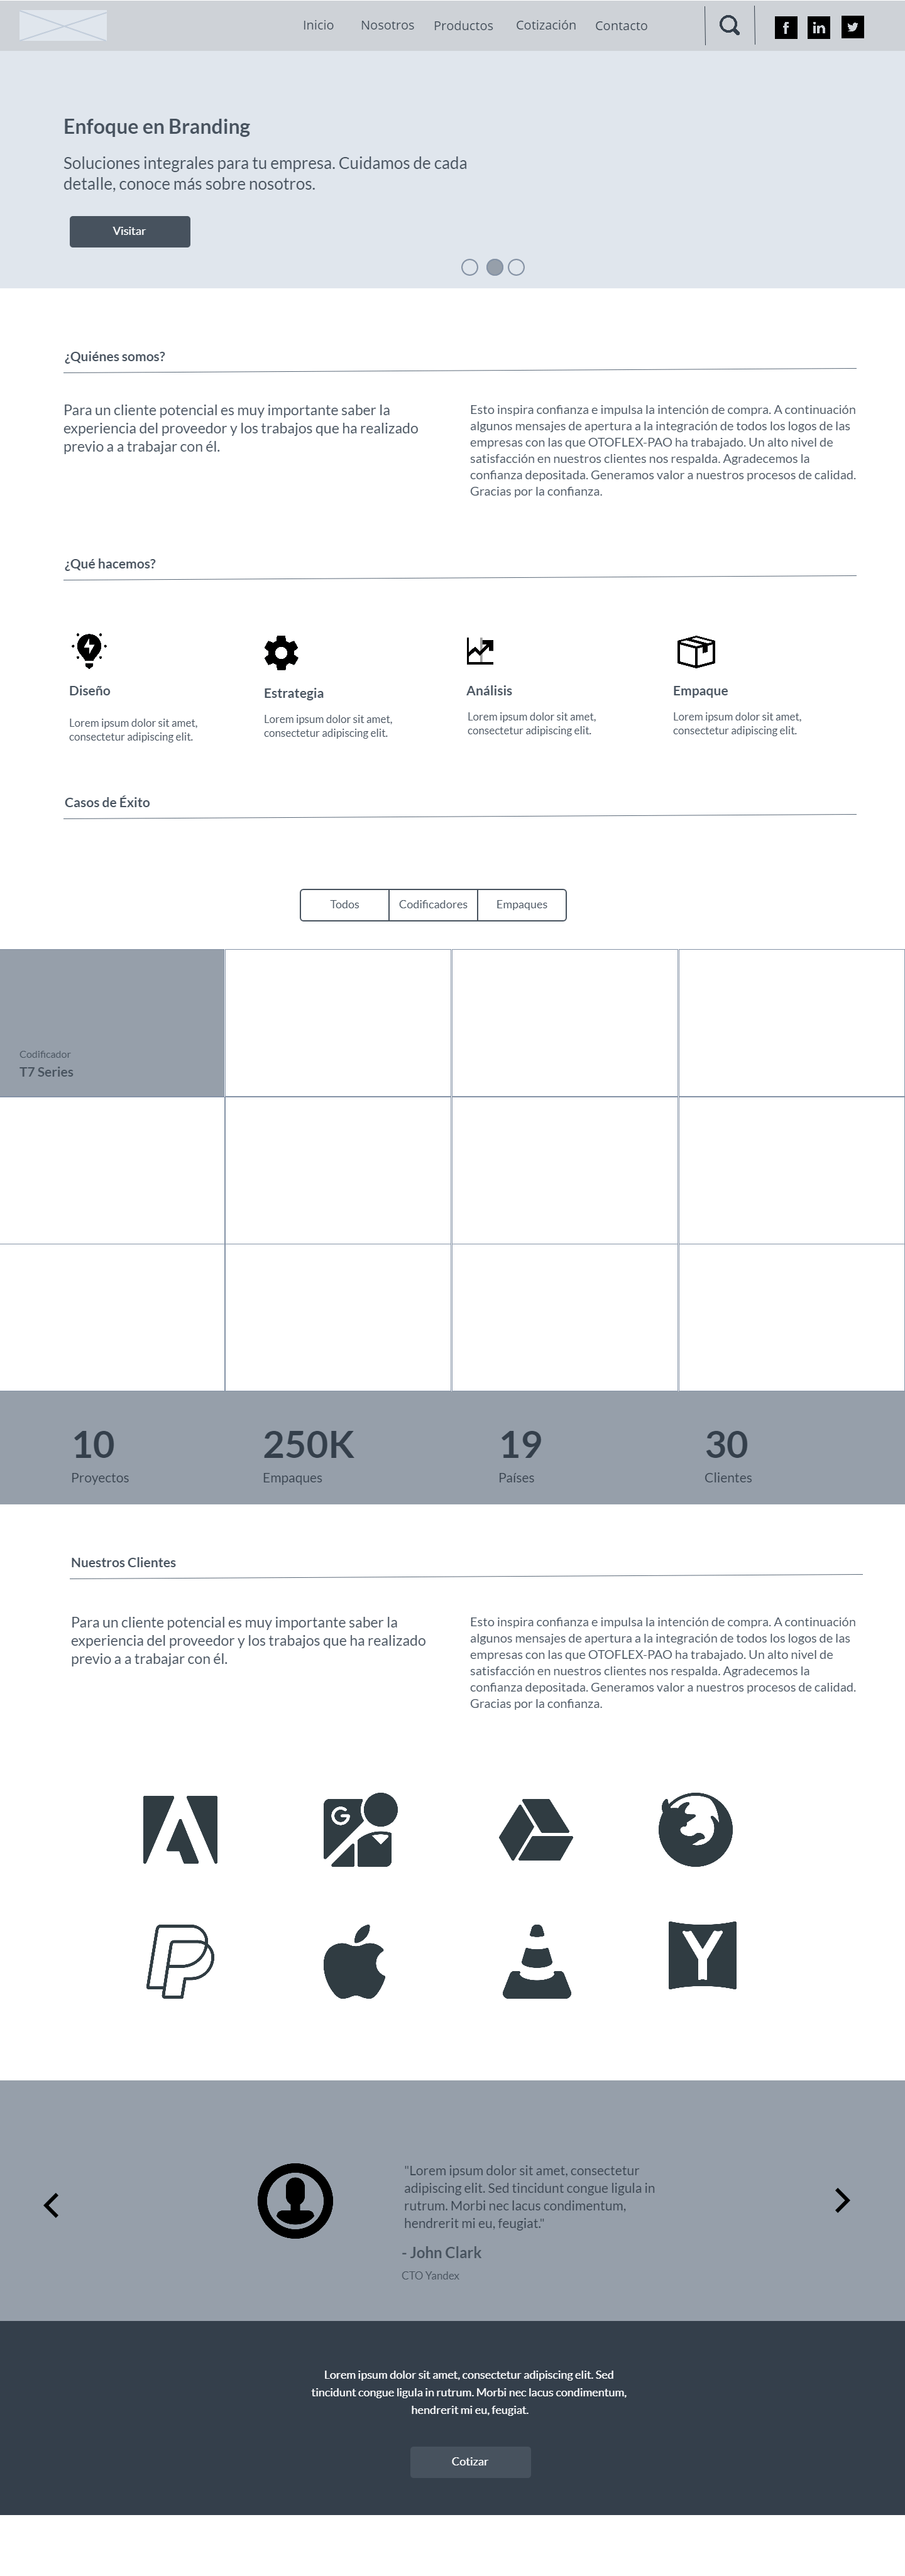 Inicio Nosotros Productos Cotización Contacto
f in
Enfoque en Branding
Soluciones integrales para tu empresa. Cuidamos de cada
detalle, conoce más sobre nosotros.
Visitar
¿Quiénes somos?
Para un cliente potencial es muy importante saber la
experiencia del proveedor y los trabajos que ha realizado
previo a a trabajar con él.
Esto inspira confianza e impulsa la intención de compra. A continuación
algunos mensajes de apertura a la integración de todos los logos de las
empresas con las que OTOFLEX-PAO ha trabajado. Un alto nivel de
satisfacción en nuestros clientes nos respalda. Agradecemos la
confianza depositada. Generamos valor a nuestros procesos de calidad.
Gracias por la confianza.
¿Qué hacemos?
Diseño
Lorem ipsum dolor sit amet,
consectetur adipiscing elit.
Estrategia
Lorem ipsum dolor sit amet,
consectetur adipiscing elit.
Análisis
Lorem ipsum dolor sit amet,
consectetur adipiscing elit.
Empaque
Lorem ipsum dolor sit amet,
consectetur adipiscing elit.
Casos de Éxito
Todos Codificadores Empaques
Codificador
T7 Series
10
Proyectos
250K
Empaques
19
Países
30
Clientes
Nuestros Clientes
Para un cliente potencial es muy importante saber la
experiencia del proveedor y los trabajos que ha realizado
previo a a trabajar con él.
Esto inspira confianza e impulsa la intención de compra. A continuación
algunos mensajes de apertura a la integración de todos los logos de las
empresas con las que OTOFLEX-PAO ha trabajado. Un alto nivel de
satisfacción en nuestros clientes nos respalda. Agradecemos la
confianza depositada. Generamos valor a nuestros procesos de calidad.
Gracias por la confianza.
G
Y
"Lorem ipsum dolor sit amet, consectetur
adipiscing elit. Sed tincidunt congue ligula in
rutrum. Morbi nec lacus condimentum,
hendrerit mi eu, feugiat."
- John Clark
CTO Yandex
Lorem ipsum dolor sit amet, consectetur adipiscing elit. Sed
tincidunt congue ligula in rutrum. Morbi nec lacus condimentum,
hendrerit mi eu, feugiat.
Cotizar